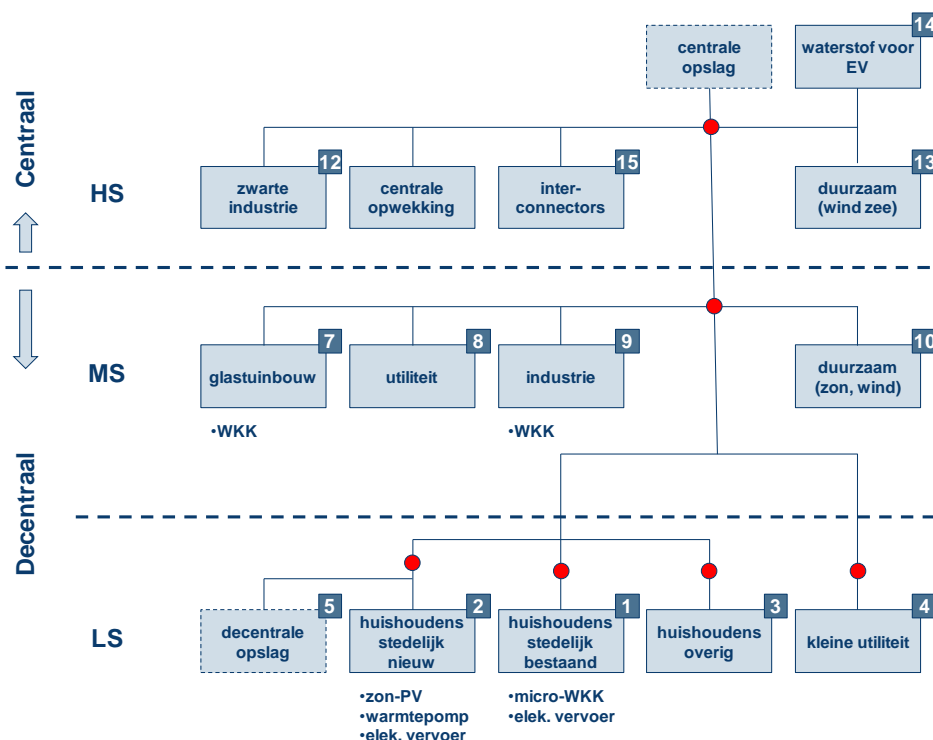 14
centrale
opslag
waterstof voor
EV
Centraal
HS
12
zwarte
industrie
centrale
opwekking
15
inter-
connectors
13
duurzaam
(wind zee)
MS
7
glastuinbouw
•WKK
8
utiliteit
9
industrie
•WKK
10
duurzaam
(zon, wind)
Decentraal
LS
5
decentrale
opslag
2
huishoudens
stedelijk
nieuw
•zon-PV
•warmtepomp
•elek. vervoer
1
huishoudens
stedelijk
bestaand
•micro-WKK
•elek. vervoer
3
huishoudens
overig
4
kleine utiliteit